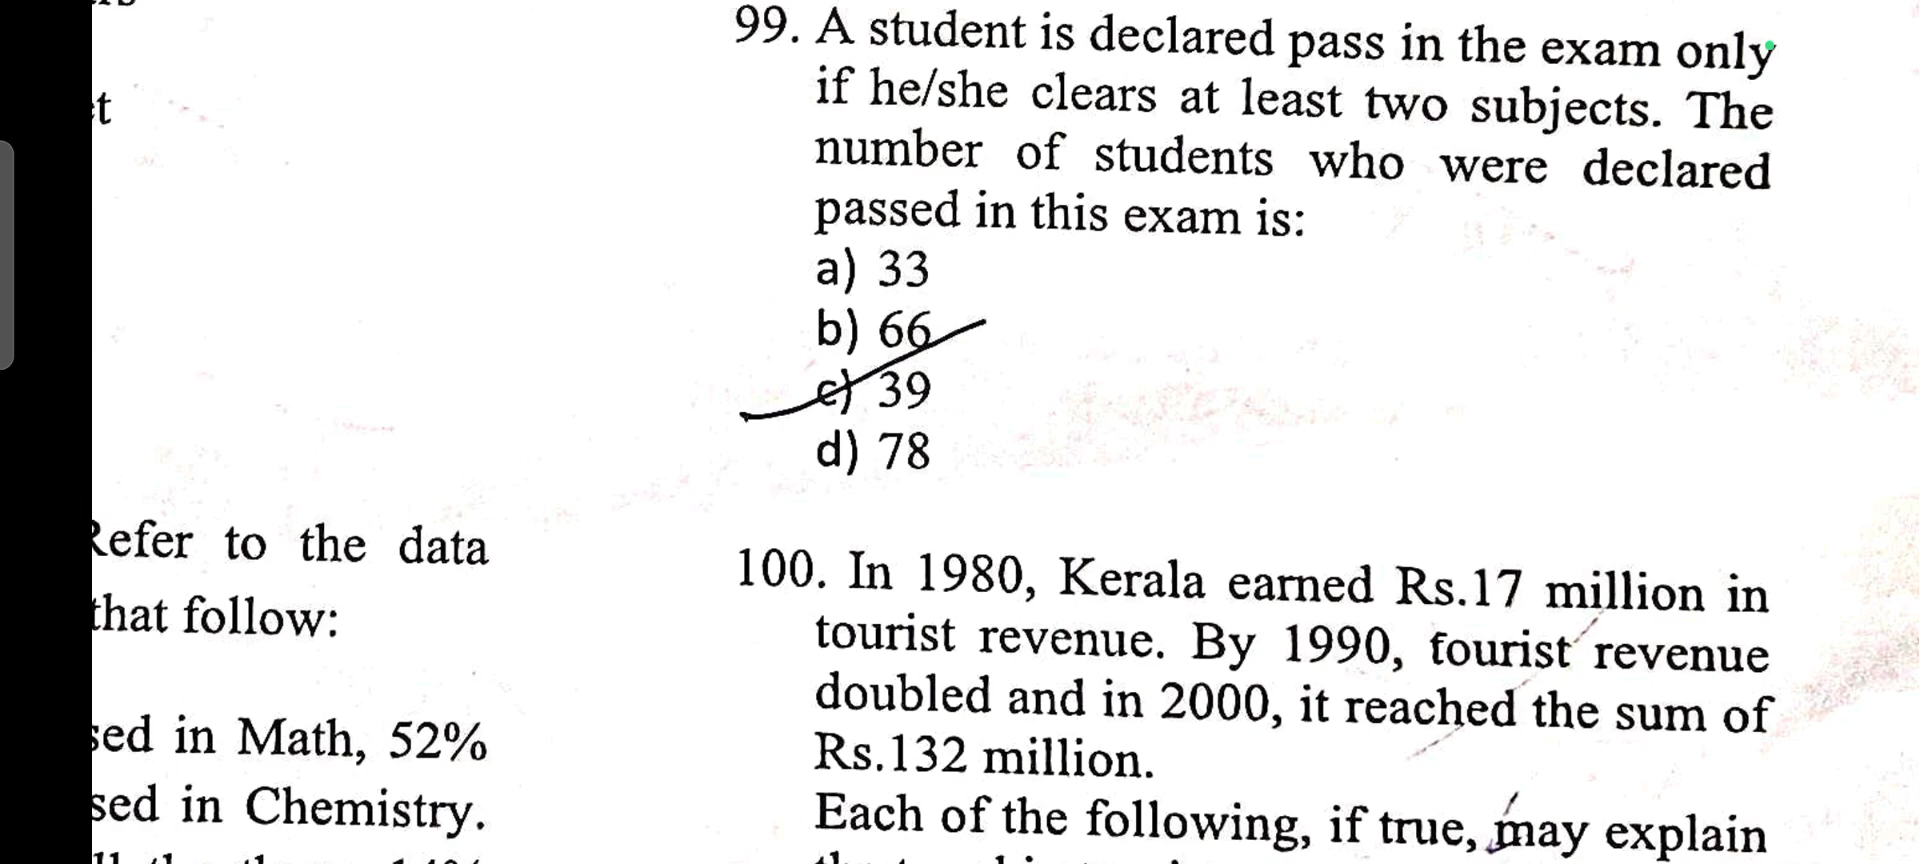 t
Refer to the data
that follow:
sed in Math, 52%
sed in Chemistry.
99. A student is declared pass in the exam only
if he/she clears at least two subjects. The
number of students who were declared
passed in this exam is:
a) 33
b) 66
c) 39
d) 78
100. In 1980, Kerala earned Rs.17 million in
tourist revenue. By 1990, tourist revenue
doubled and in 2000, it reached the sum of
Rs.132 million.
Each of the following, if true, may explain